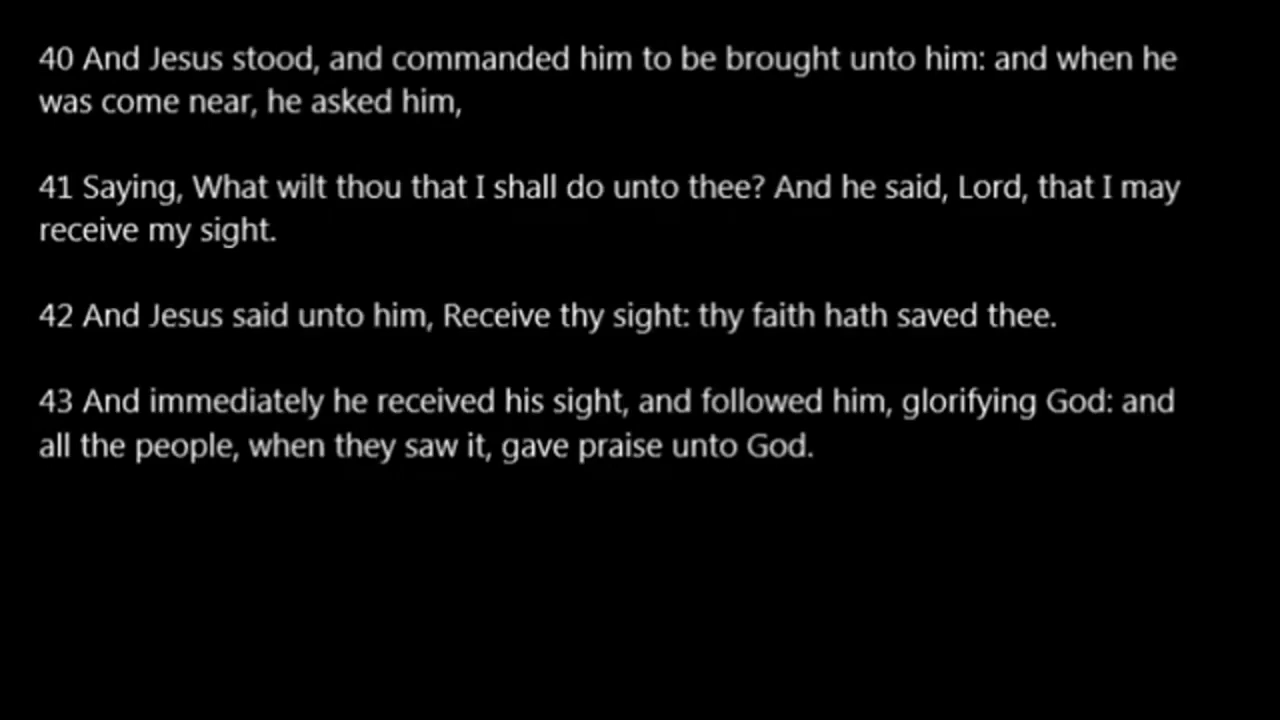 40 And Jesus stood, and commanded him to be brought unto him: and when he
was come near, he asked him,
41 Saying, What wilt thou that I shall do unto thee? And he said, Lord, that I may
receive my sight.
42 And Jesus said unto him, Receive thy sight: thy faith hath saved thee.
43 And immediately he received his sight, and followed him, glorifying God: and
all the people, when they saw it, gave praise unto God.